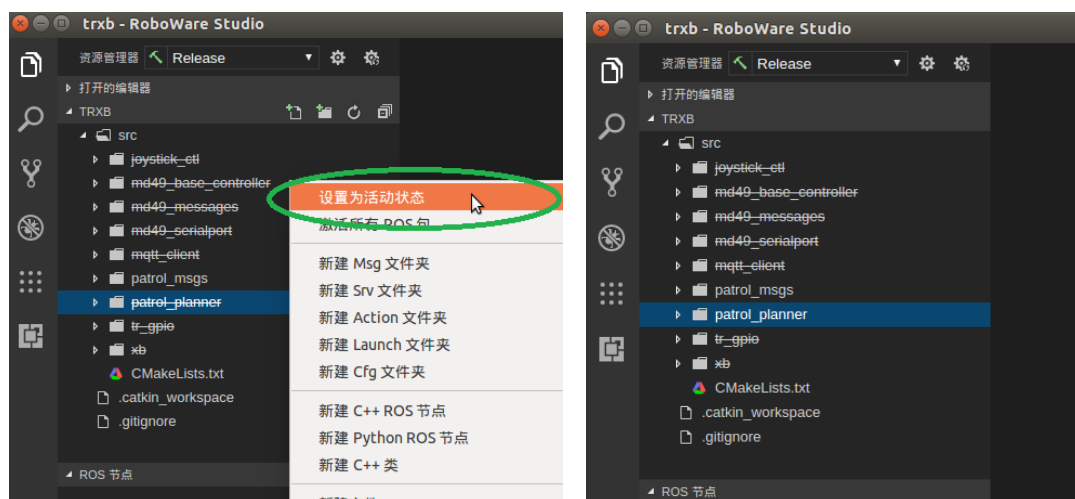 trxb - RoboWare Studio
资源管理器 Release
打开的编辑器
TRXB
src
joystick_ctl
md49_base_controller
md49_messages
md49_serialport
mqtt_client
patrol_msgs
patrol_planner
tr_gpio
xb
CMakeLists.txt
.catkin_workspace
.gitignore
ROS 节点
设置为活动状态
激活所有 ROS 包
新建 Msg 文件夹
新建 Srv 文件夹
新建 Action 文件夹
新建 Launch 文件夹
新建 Cfg 文件夹
新建 C++ ROS 节点
新建 Python ROS 节点
新建 C++ 类
trxb - RoboWare Studio
资源管理器 Release
打开的编辑器
TRXB
src
joystick_ctl
md49_base_controller
md49_messages
md49_serialport
mqtt_client
patrol_msgs
patrol_planner
tr_gpio
xb
CMakeLists.txt
.catkin_workspace
.gitignore
ROS 节点